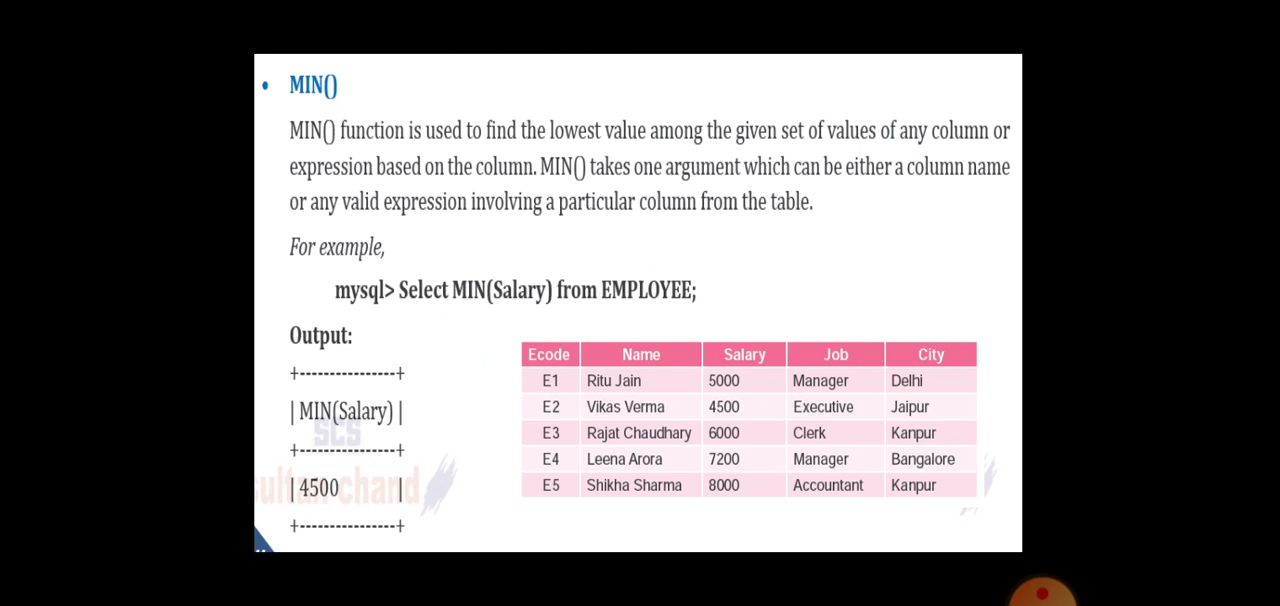 • MIN()
MIN() function is used to find the lowest value among the given set of values of any column or
expression based on the column. MIN() takes one argument which can be either a column name
or any valid expression involving a particular column from the table.
For example,
mysql> Select MIN(Salary) from EMPLOYEE;
Output:
+----------------+
| MIN(Salary) |
+----------------+
| 4500 |
+----------------+
Ecode Name Salary Job City
E1 Ritu Jain 5000 Manager Delhi
E2 Vikas Verma 4500 Executive Jaipur
E3 Rajat Chaudhary 6000 Clerk Kanpur
E4 Leena Arora 7200 Manager Bangalore
E5 Shikha Sharma 8000 Accountant Kanpur
scs
sultan chand